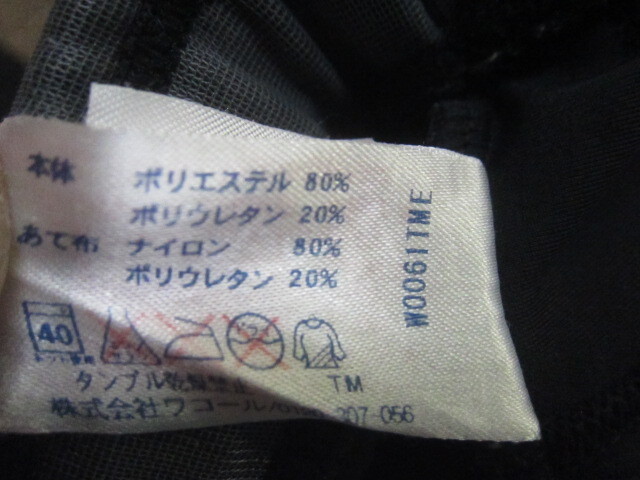 本体 ポリエステル 80%
ポリウレタン 20%
あて布 ナイロン 80%
ポリウレタン 20%
40
タンブル乾燥禁止 TM
株式会社ワコール 207-056
W0061TME